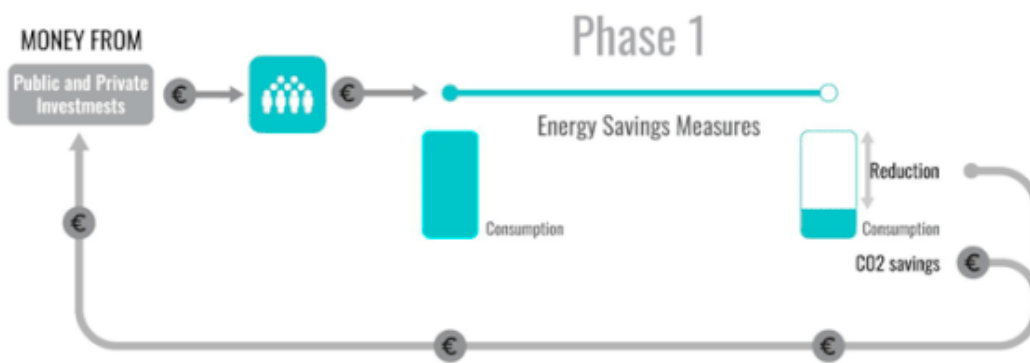 Phase 1
MONEY FROM
Public and Private
Investmests
€
€
Energy Savings Measures
Reduction
Consumption
Consumption
CO2 savings
€
€
€
€